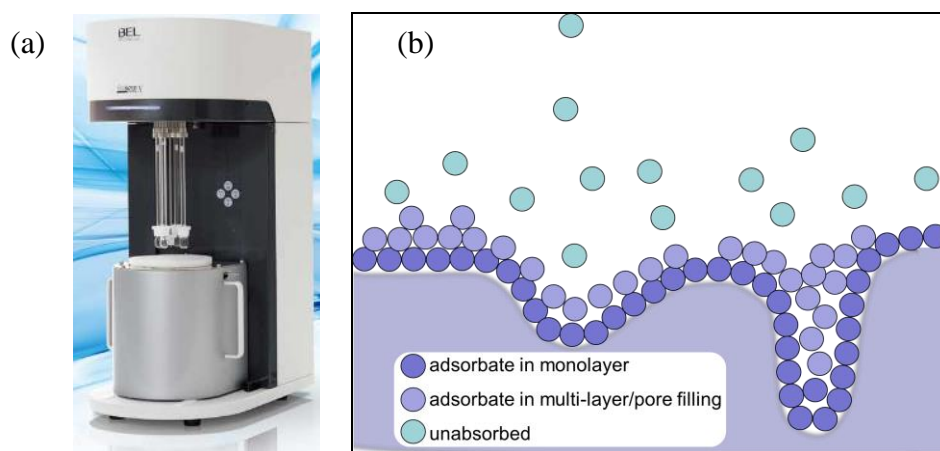 (a)
(b)
BEL
adsorbate in monolayer
adsorbate in multi-layer/pore filling
unabsorbed